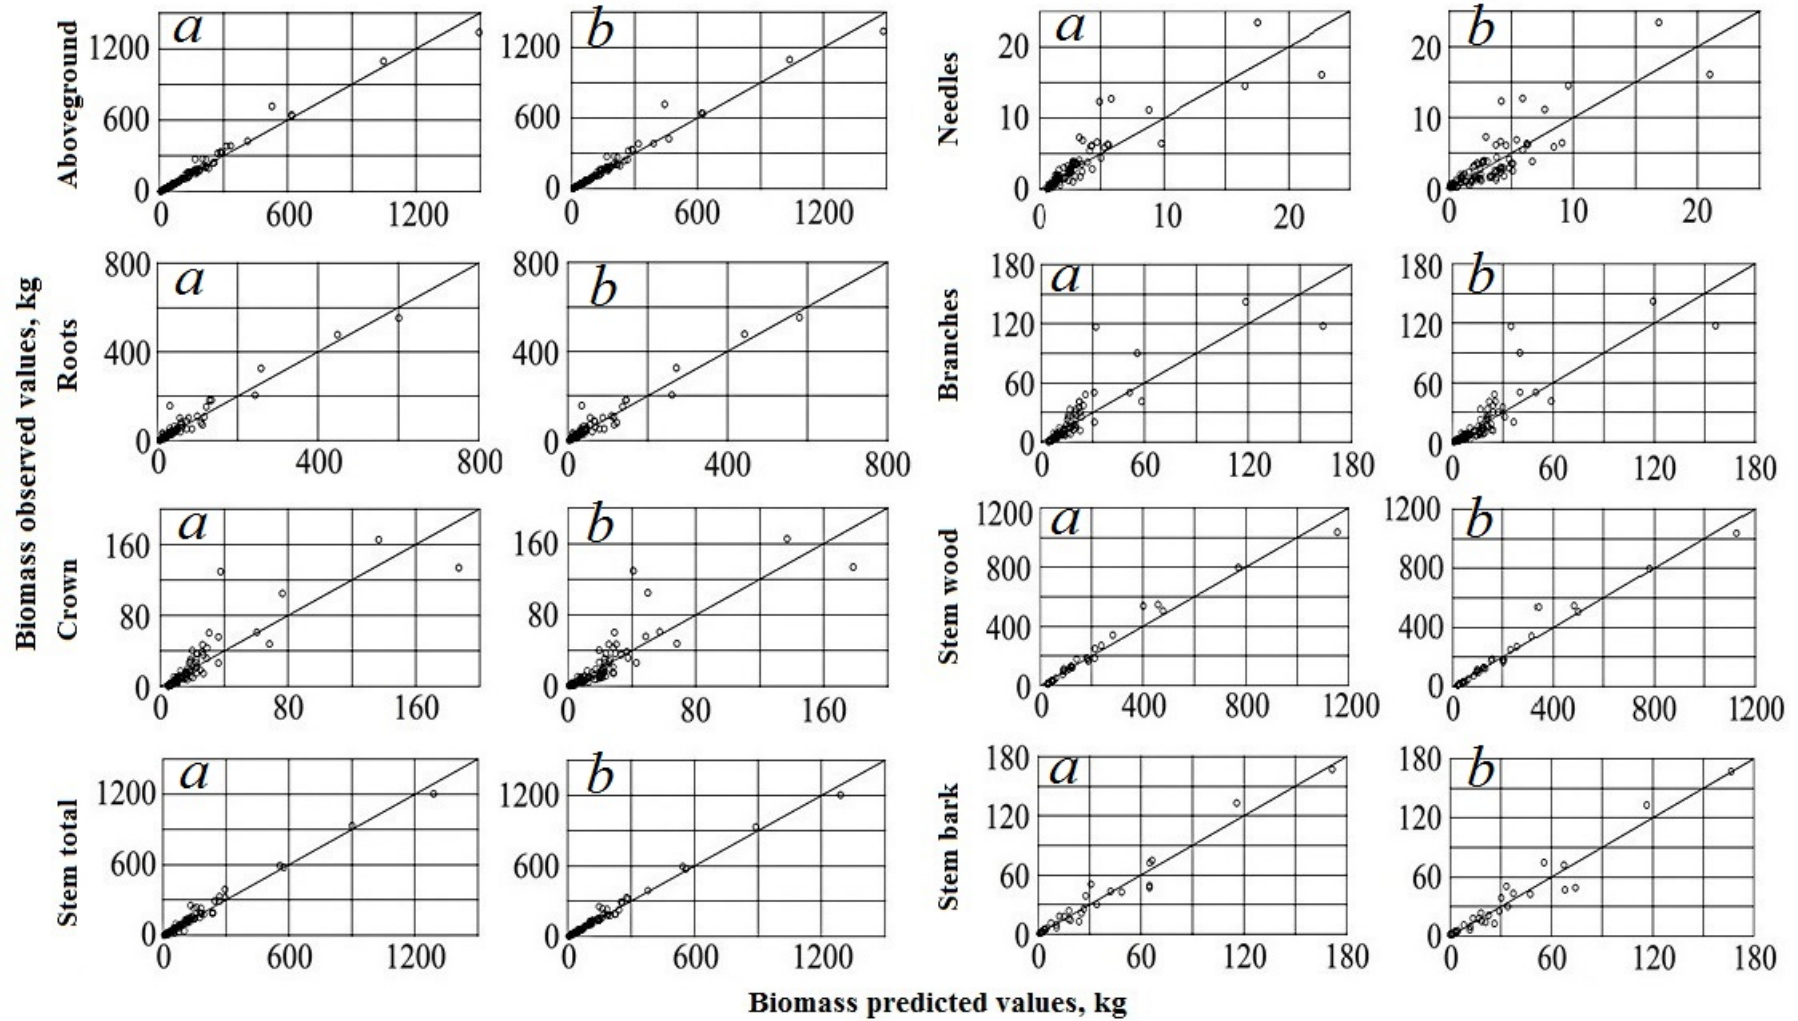 Biomass observed values, kg
Aboveground
a
1200
600
0
0 600 1200
b
1200
600
0
0 600 1200
Needles
a
20
10
0
0 10 20
b
20
10
0
0 10 20
Roots
a
800
400
0
0 400 800
b
800
400
0
0 400 800
Branches
a
180
120
60
0
0 60 120 180
b
180
120
60
0
0 60 120 180
Crown
a
160
80
0
0 80 160
b
160
80
0
0 80 160
Stem wood
a
1200
800
400
0
0 400 800 1200
b
1200
800
400
0
0 400 800 1200
Stem total
a
1200
600
0
0 600 1200
b
1200
600
0
0 600 1200
Stem bark
a
180
120
60
0
0 60 120 180
b
180
120
60
0
0 60 120 180
Biomass predicted values, kg